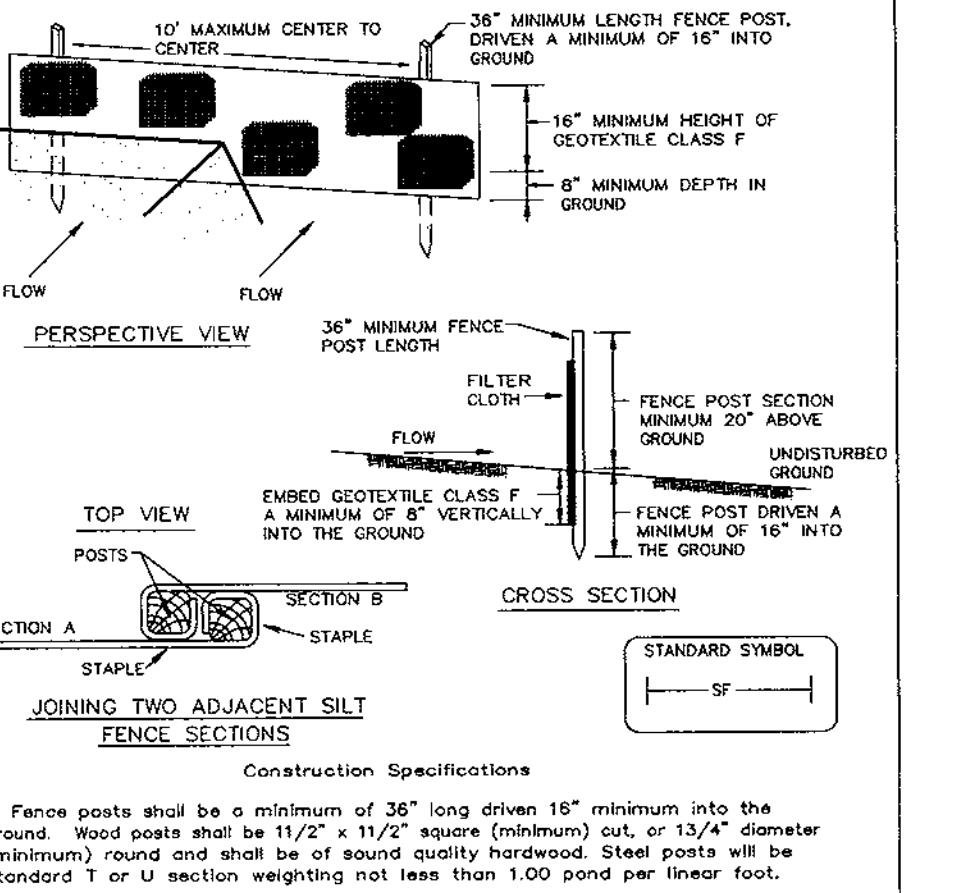 10' MAXIMUM CENTER TO
CENTER
36" MINIMUM LENGTH FENCE POST,
DRIVEN A MINIMUM OF 16" INTO
GROUND
16" MINIMUM HEIGHT OF
GEOTEXTILE CLASS F
8" MINIMUM DEPTH IN
GROUND
FLOW
FLOW
PERSPECTIVE VIEW
36" MINIMUM FENCE
POST LENGTH
FILTER
CLOTH
FENCE POST SECTION
MINIMUM 20" ABOVE
GROUND
FLOW
UNDISTURBED
GROUND
EMBED GEOTEXTILE CLASS F
A MINIMUM OF 8" VERTICALLY
INTO THE GROUND
FENCE POST DRIVEN A
MINIMUM OF 16" INTO
THE GROUND
CROSS SECTION
TOP VIEW
POSTS
SECTION B
CTION A
STAPLE
STAPLE
JOINING TWO ADJACENT SILT
FENCE SECTIONS
STANDARD SYMBOL
SF
Construction Specifications
Fence posts shall be a minimum of 36" long driven 16" minimum into the
round. Wood posts shall be 11/2" x 11/2" square (minimum) cut, or 13/4" diameter
minimum) round and shall be of sound quality hardwood. Steel posts will be
tandard T or U section weighting not less than 1.00 pond per linear foot.